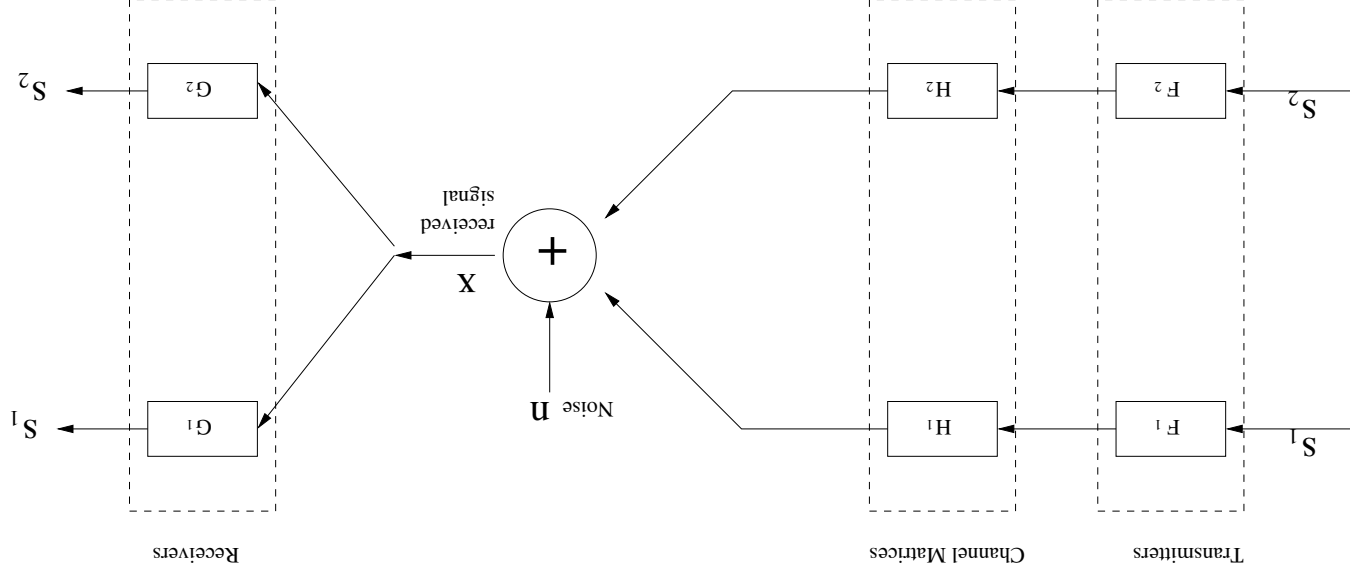 Transmitters Channel Matrices Receivers
S1 F1 H1 G1 S1
Noise n
x
+
received
signal
S2 F2 H2 G2 S2